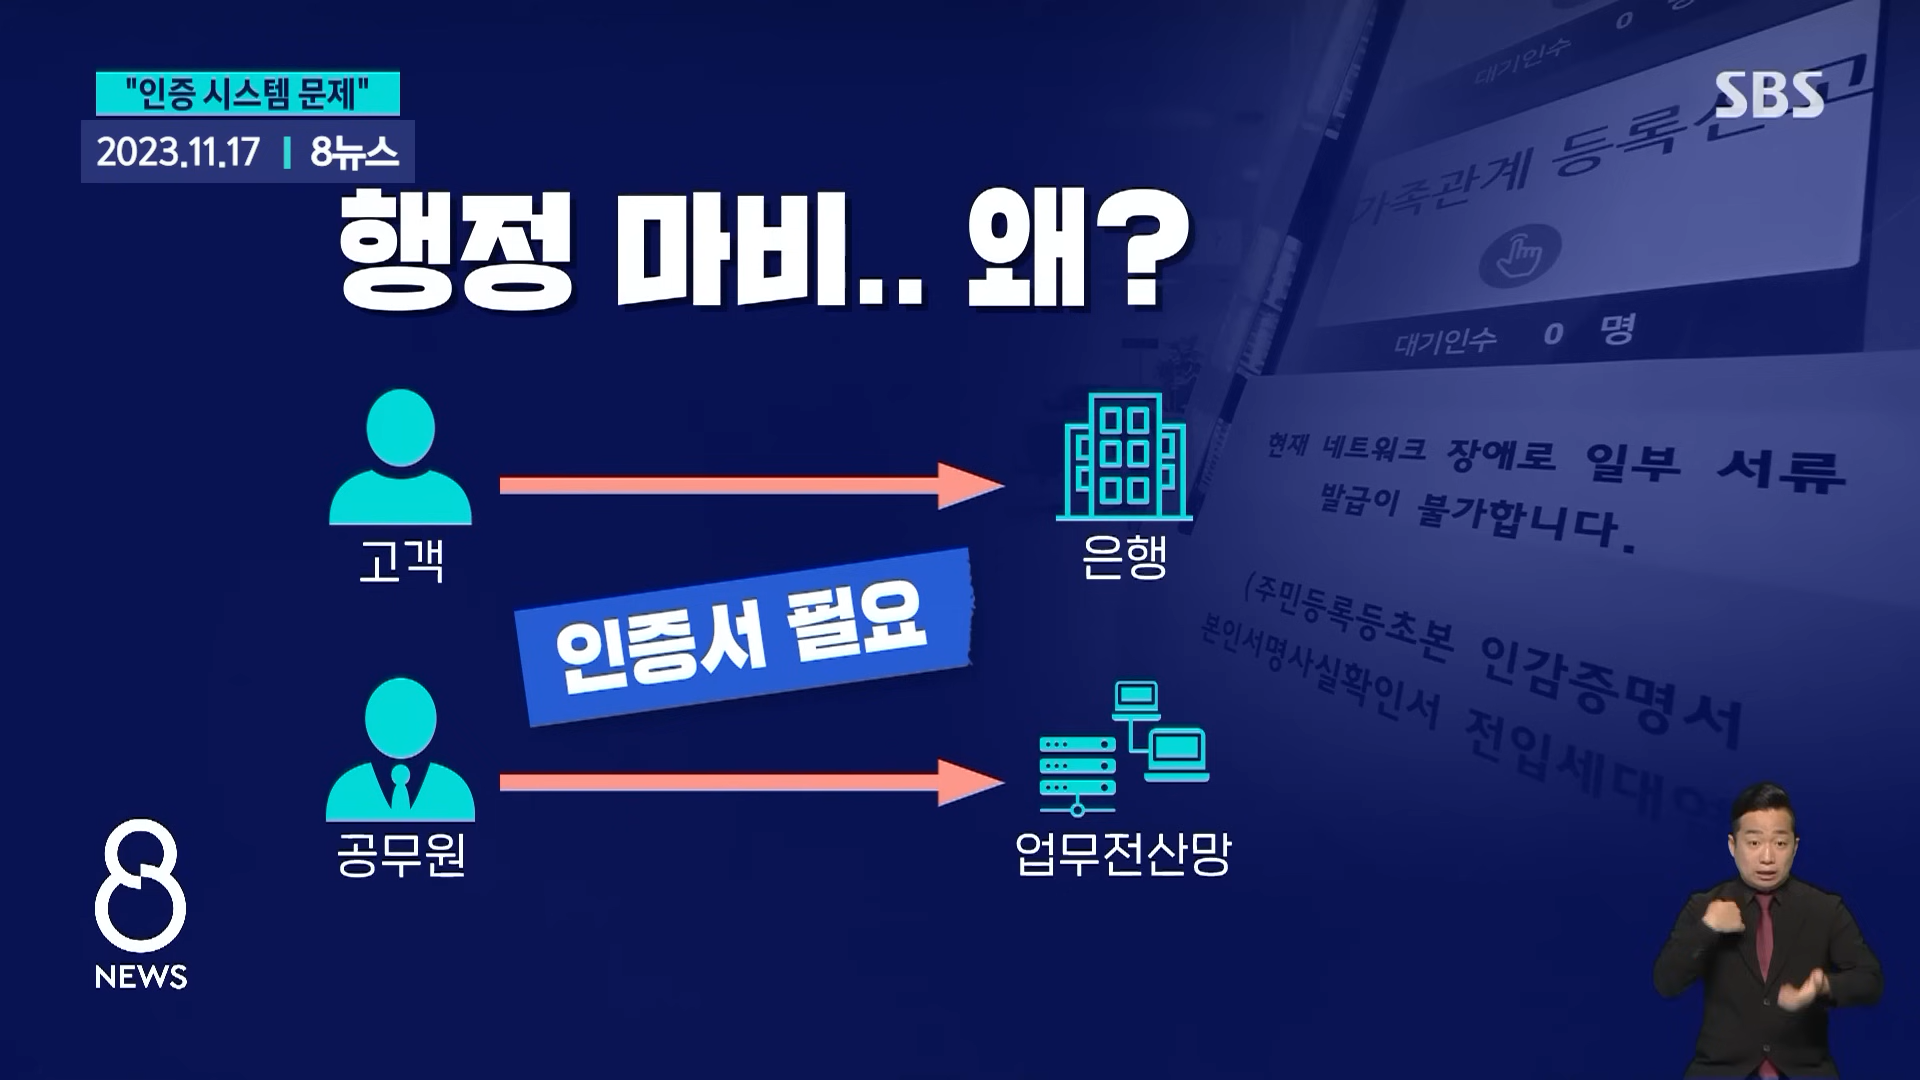 "인증 시스템 문제"
2023.11.17 | 8뉴스
SBS
행정 마비.. 왜?
고객
은행
인증서 필요
공무원
업무전산망
8
NEWS
대기인수 0
가족관계 등록신고
대기인수 0 명
현재 네트워크 장애로 일부 서류
발급이 불가합니다.
(주민등록등초본 인감증명서
본인서명사실확인서 전입세대